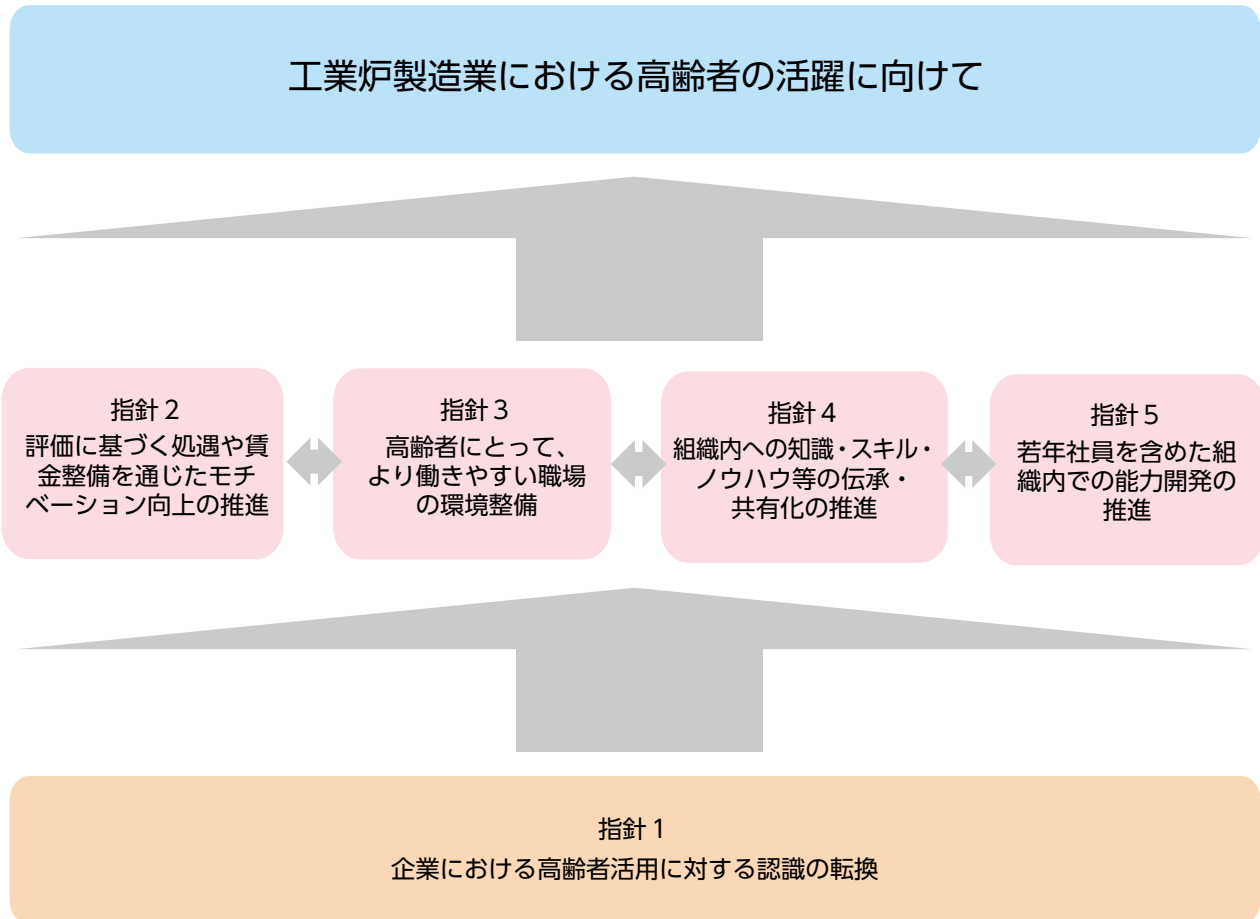 工業炉製造業における高齢者の活躍に向けて
指針2
評価に基づく処遇や賃
金整備を通じたモチ
ベーション向上の推進
指針3
高齢者にとって、
より働きやすい職場
の環境整備
指針4
組織内への知識・スキル・
ノウハウ等の伝承・
共有化の推進
指針5
若年社員を含めた組
織内での能力開発の
推進
指針1
企業における高齢者活用に対する認識の転換